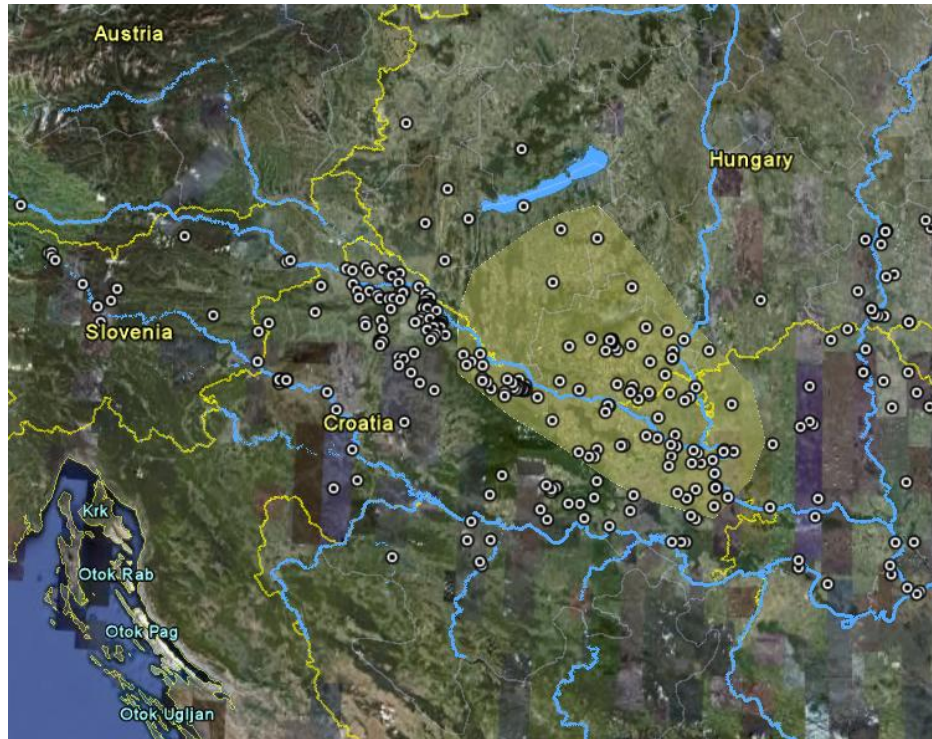 Austria
Hungary
Slovenia
Croatia
Krk
Otok Rab
Otok Pag
Otok Ugljan